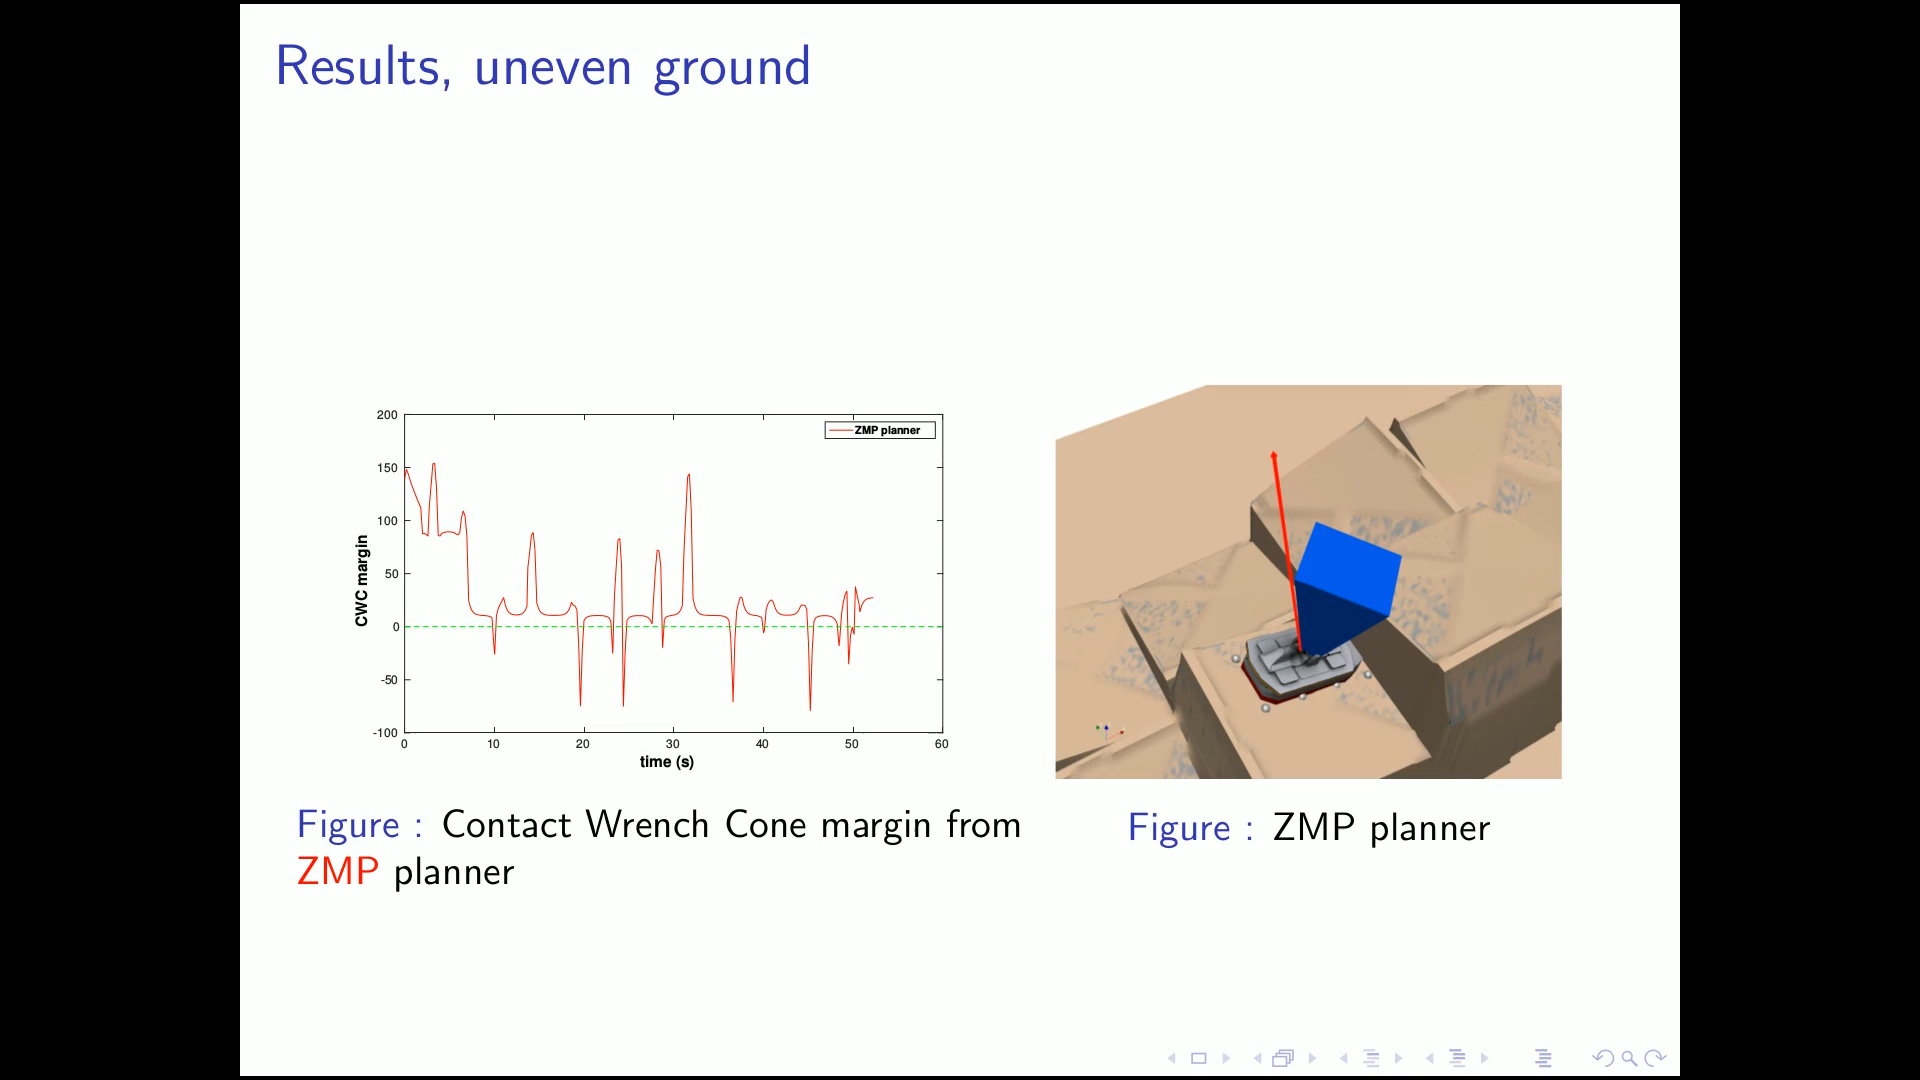 Results, uneven ground
200
150
100
50
0
-50
-100
CWC margin
ZMP planner
0 10 20 30 40 50 60
time (s)
Figure : Contact Wrench Cone margin from
ZMP planner
Figure : ZMP planner